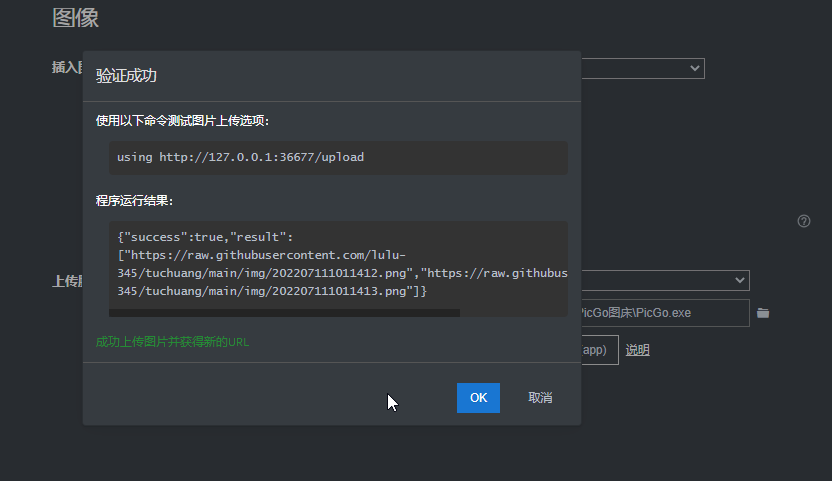 图像
插入
验证成功
使用以下命令测试图片上传选项：
using http://127.0.0.1:36677/upload
程序运行结果：
{"success":true,"result":
["https://raw.githubusercontent.com/lulu-
345/tuchuang/main/img/202207111011412.png","https://raw.githubus
345/tuchuang/main/img/202207111011413.png"]}
上传
PicGo图床\PicGo.exe
成功上传图片并获得新的URL
app)
说明
OK
取消